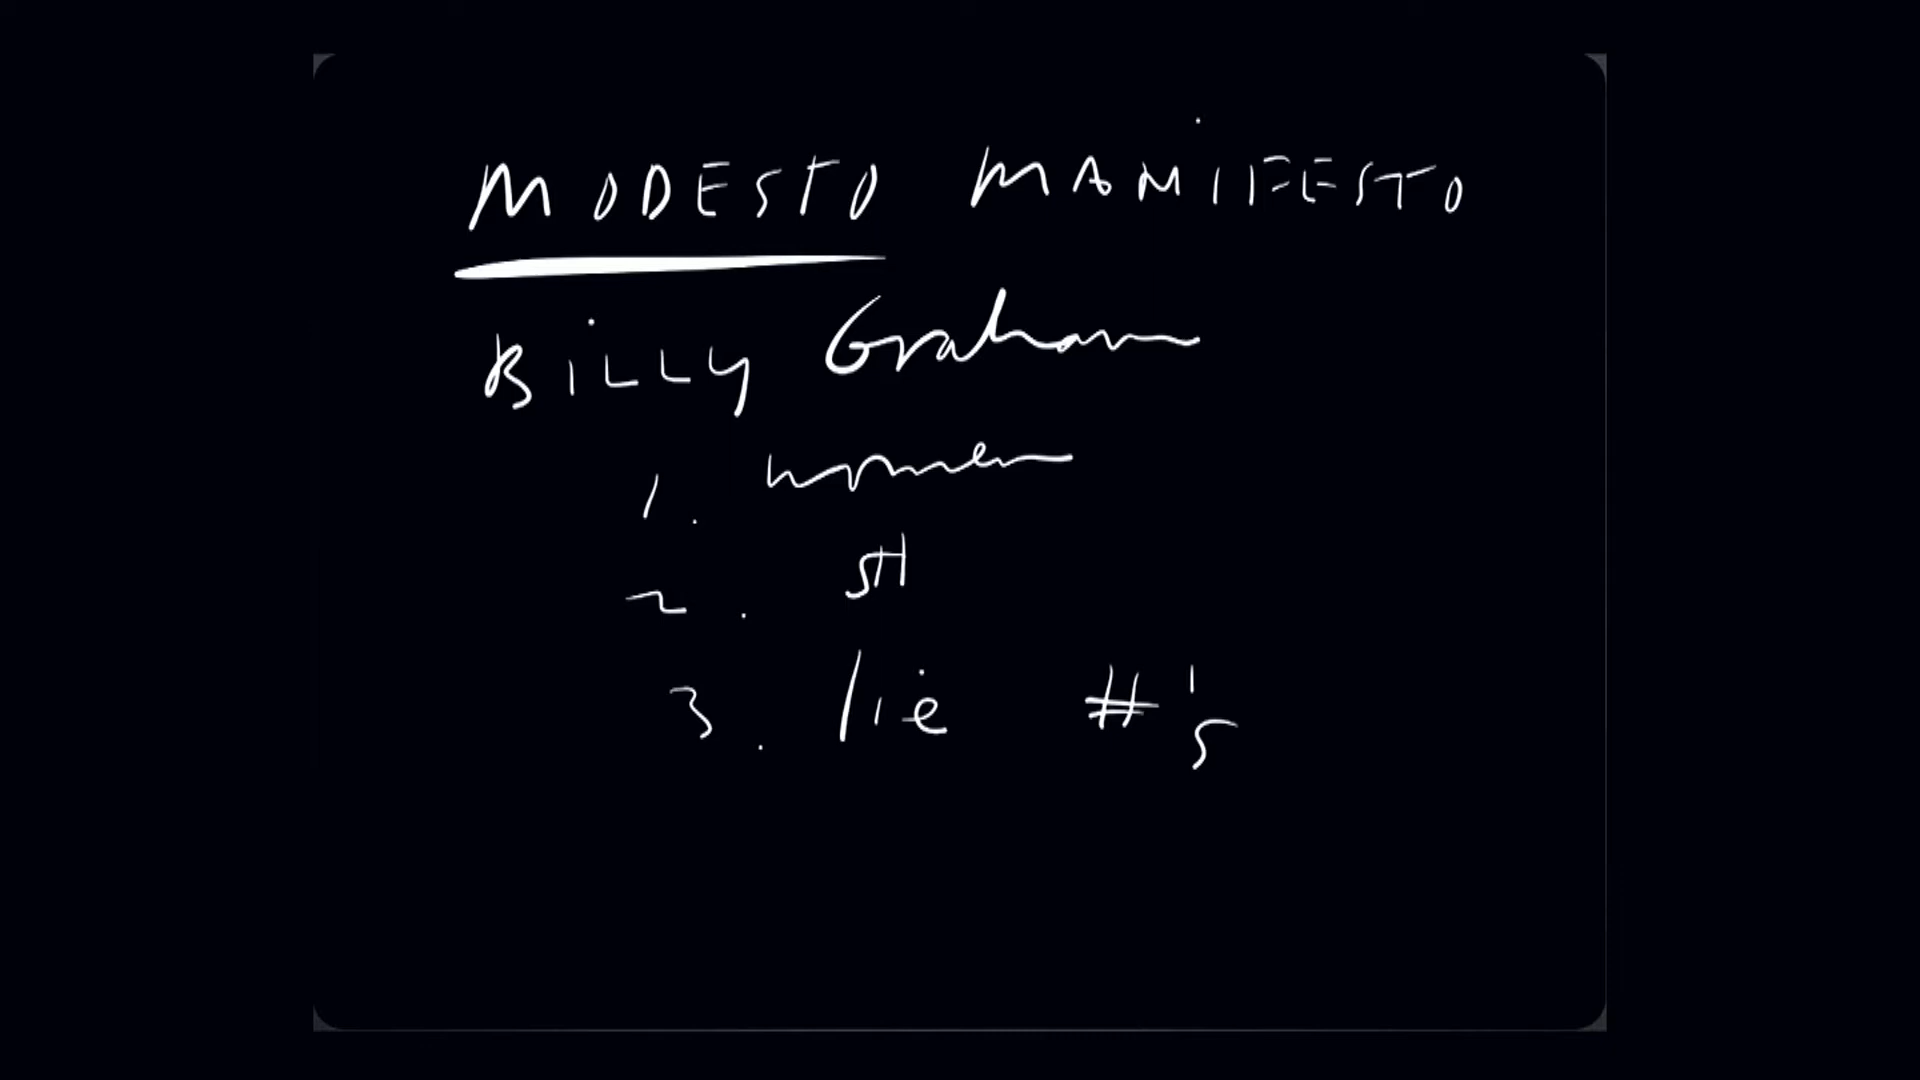 MODESTO MANIFESTO
BiLLY Graham
1. women
2.
3. lie #'s